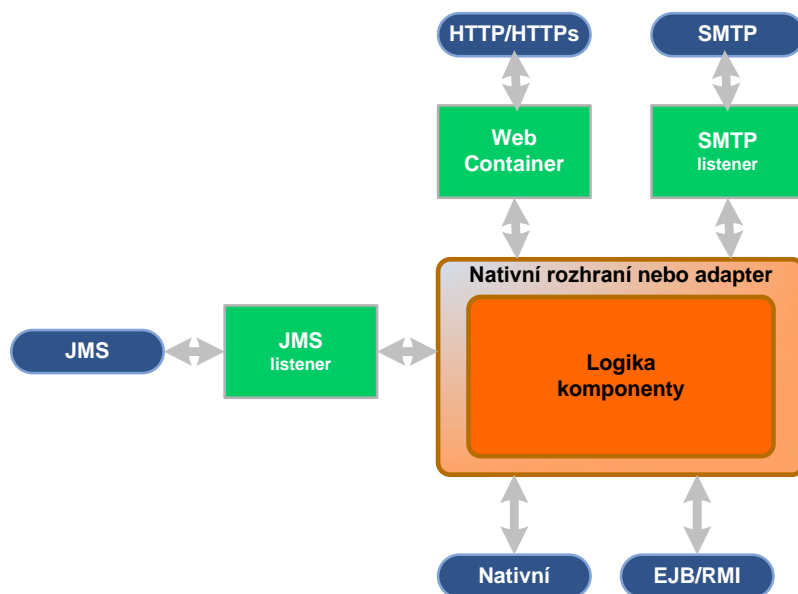 HTTP/HTTPs
SMTP
Web
Container
SMTP
listener
Nativní rozhraní nebo adapter
JMS
JMS
listener
Logika
komponenty
Nativní
EJB/RMI